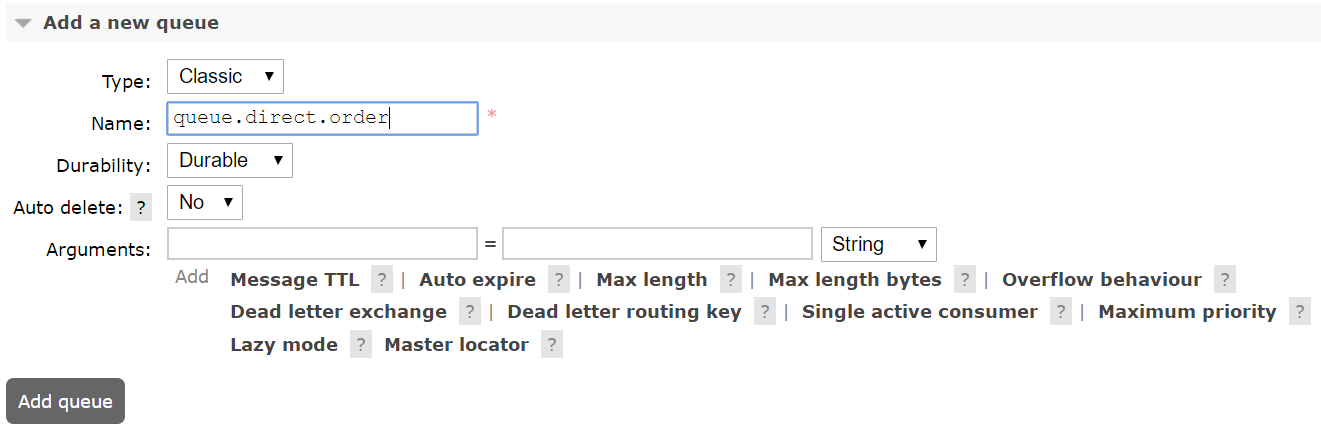 Add a new queue
Type: Classic
Name: queue.direct.order *
Durability: Durable
Auto delete: ? No
Arguments: = String
Add Message TTL ? | Auto expire ? | Max length ? | Max length bytes ? | Overflow behaviour ?
Dead letter exchange ? | Dead letter routing key ? | Single active consumer ? | Maximum priority ?
Lazy mode ? Master locator ?
Add queue